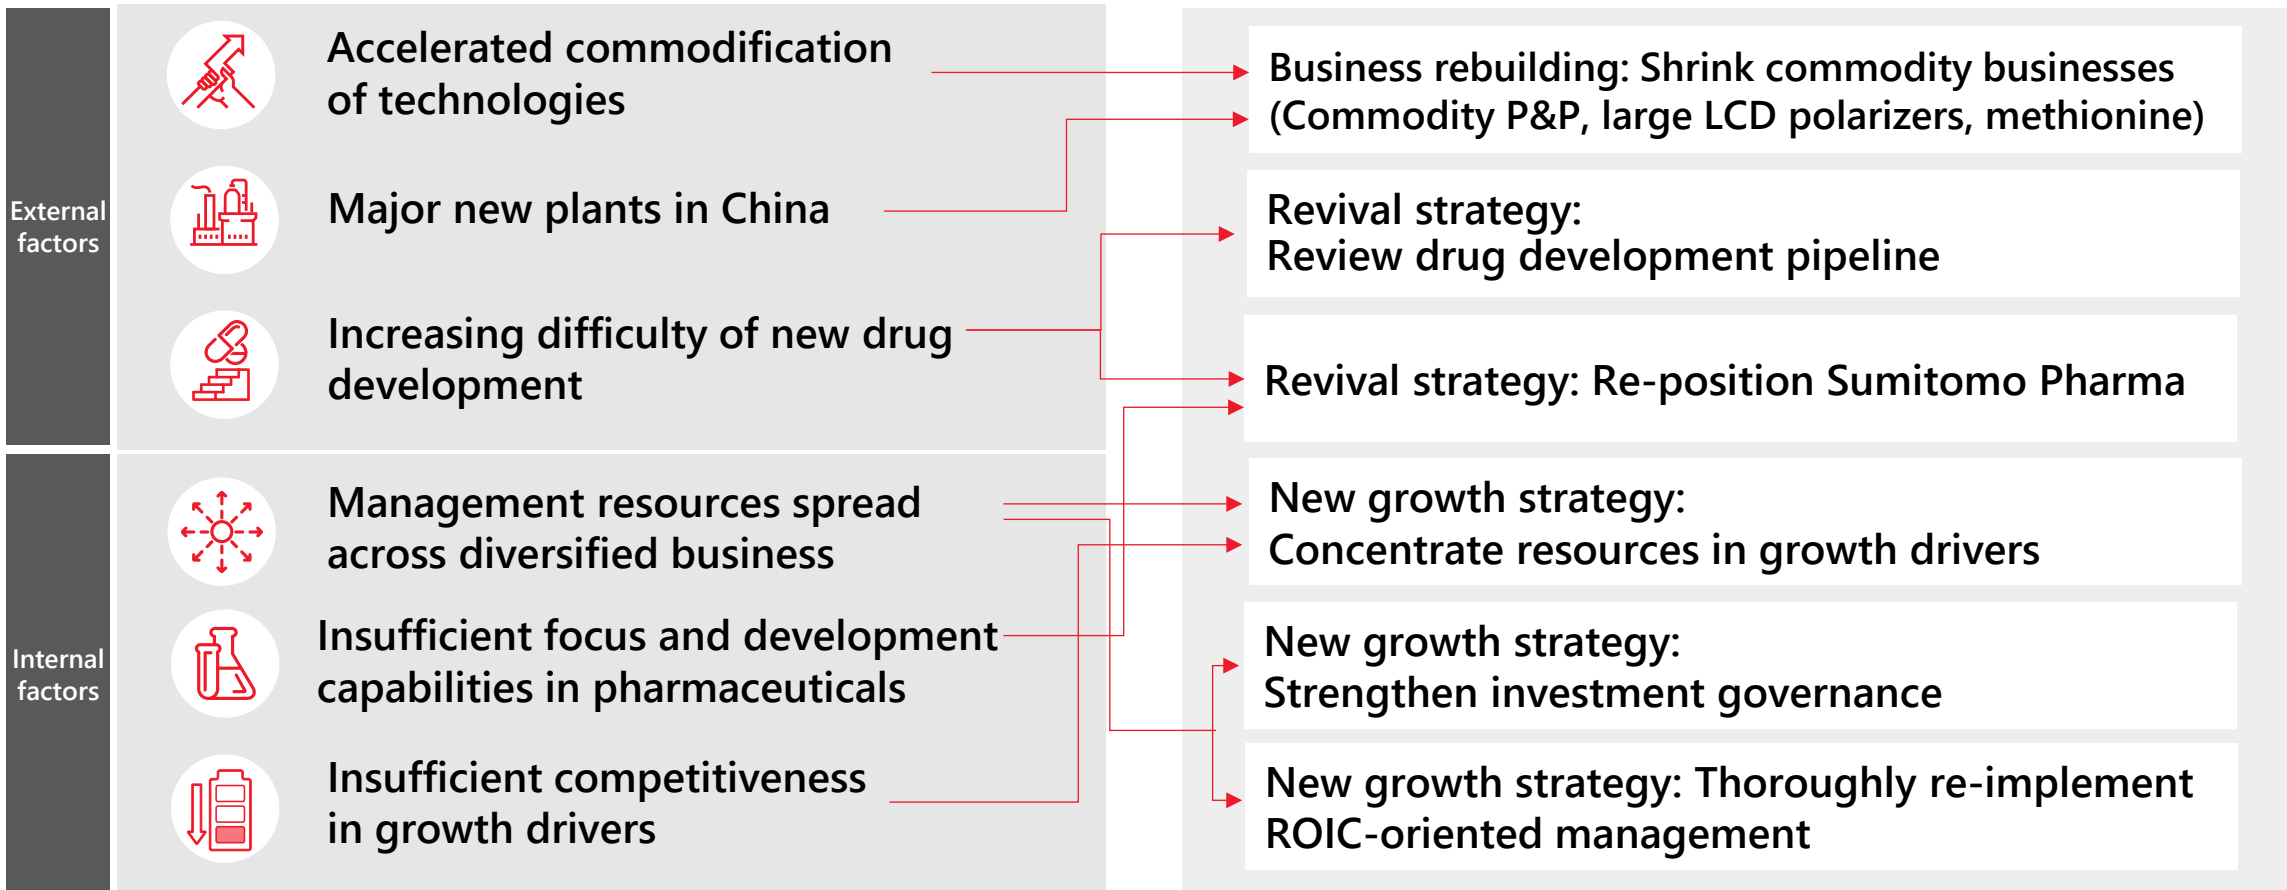 External
factors
Accelerated commodification
of technologies
Major new plants in China
Increasing difficulty of new drug
development
Business rebuilding: Shrink commodity businesses
(Commodity P&P, large LCD polarizers, methionine)
Revival strategy:
Review drug development pipeline
Revival strategy: Re-position Sumitomo Pharma
Internal
factors
Management resources spread
across diversified business
Insufficient focus and development
capabilities in pharmaceuticals
Insufficient competitiveness
in growth drivers
New growth strategy:
Concentrate resources in growth drivers
New growth strategy:
Strengthen investment governance
New growth strategy: Thoroughly re-implement
ROIC-oriented management